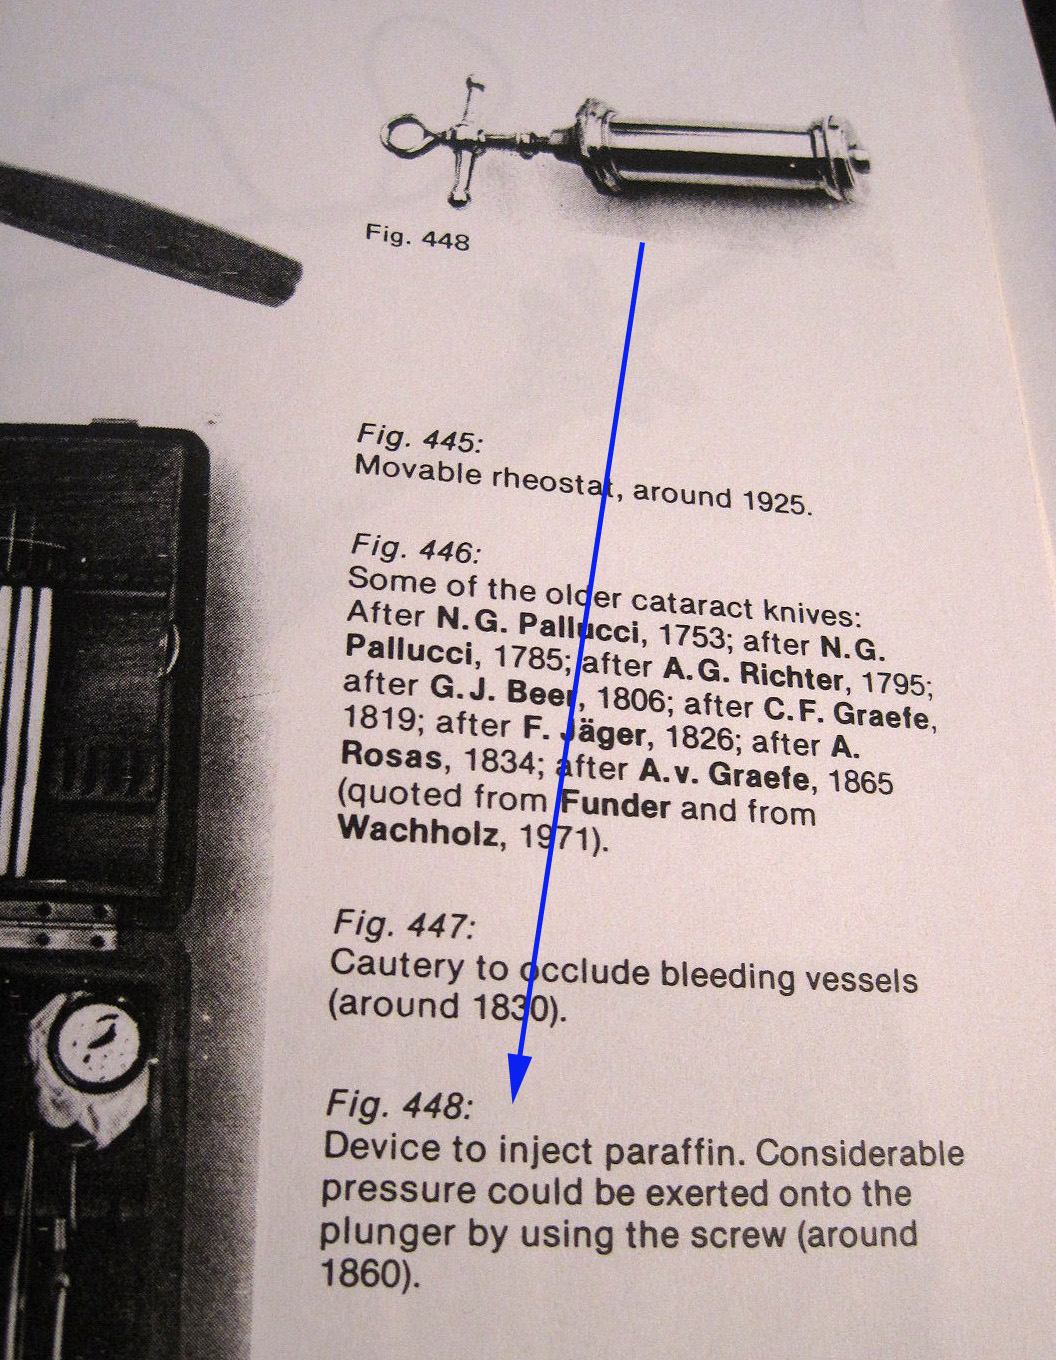 Fig. 448
Fig. 445:
Movable rheostat, around 1925.
Fig. 446:
Some of the older cataract knives:
After N.G. Pallucci, 1753; after N.G.
Pallucci, 1785; after A.G. Richter, 1795;
after G.J. Beer, 1806; after C.F. Graefe,
1819; after F. Jäger, 1826; after A.
Rosas, 1834; after A.v. Graefe, 1865
(quoted from Funder and from
Wachholz, 1971).
Fig. 447:
Cautery to occlude bleeding vessels
(around 1830).
Fig. 448:
Device to inject paraffin. Considerable
pressure could be exerted onto the
plunger by using the screw (around
1860).